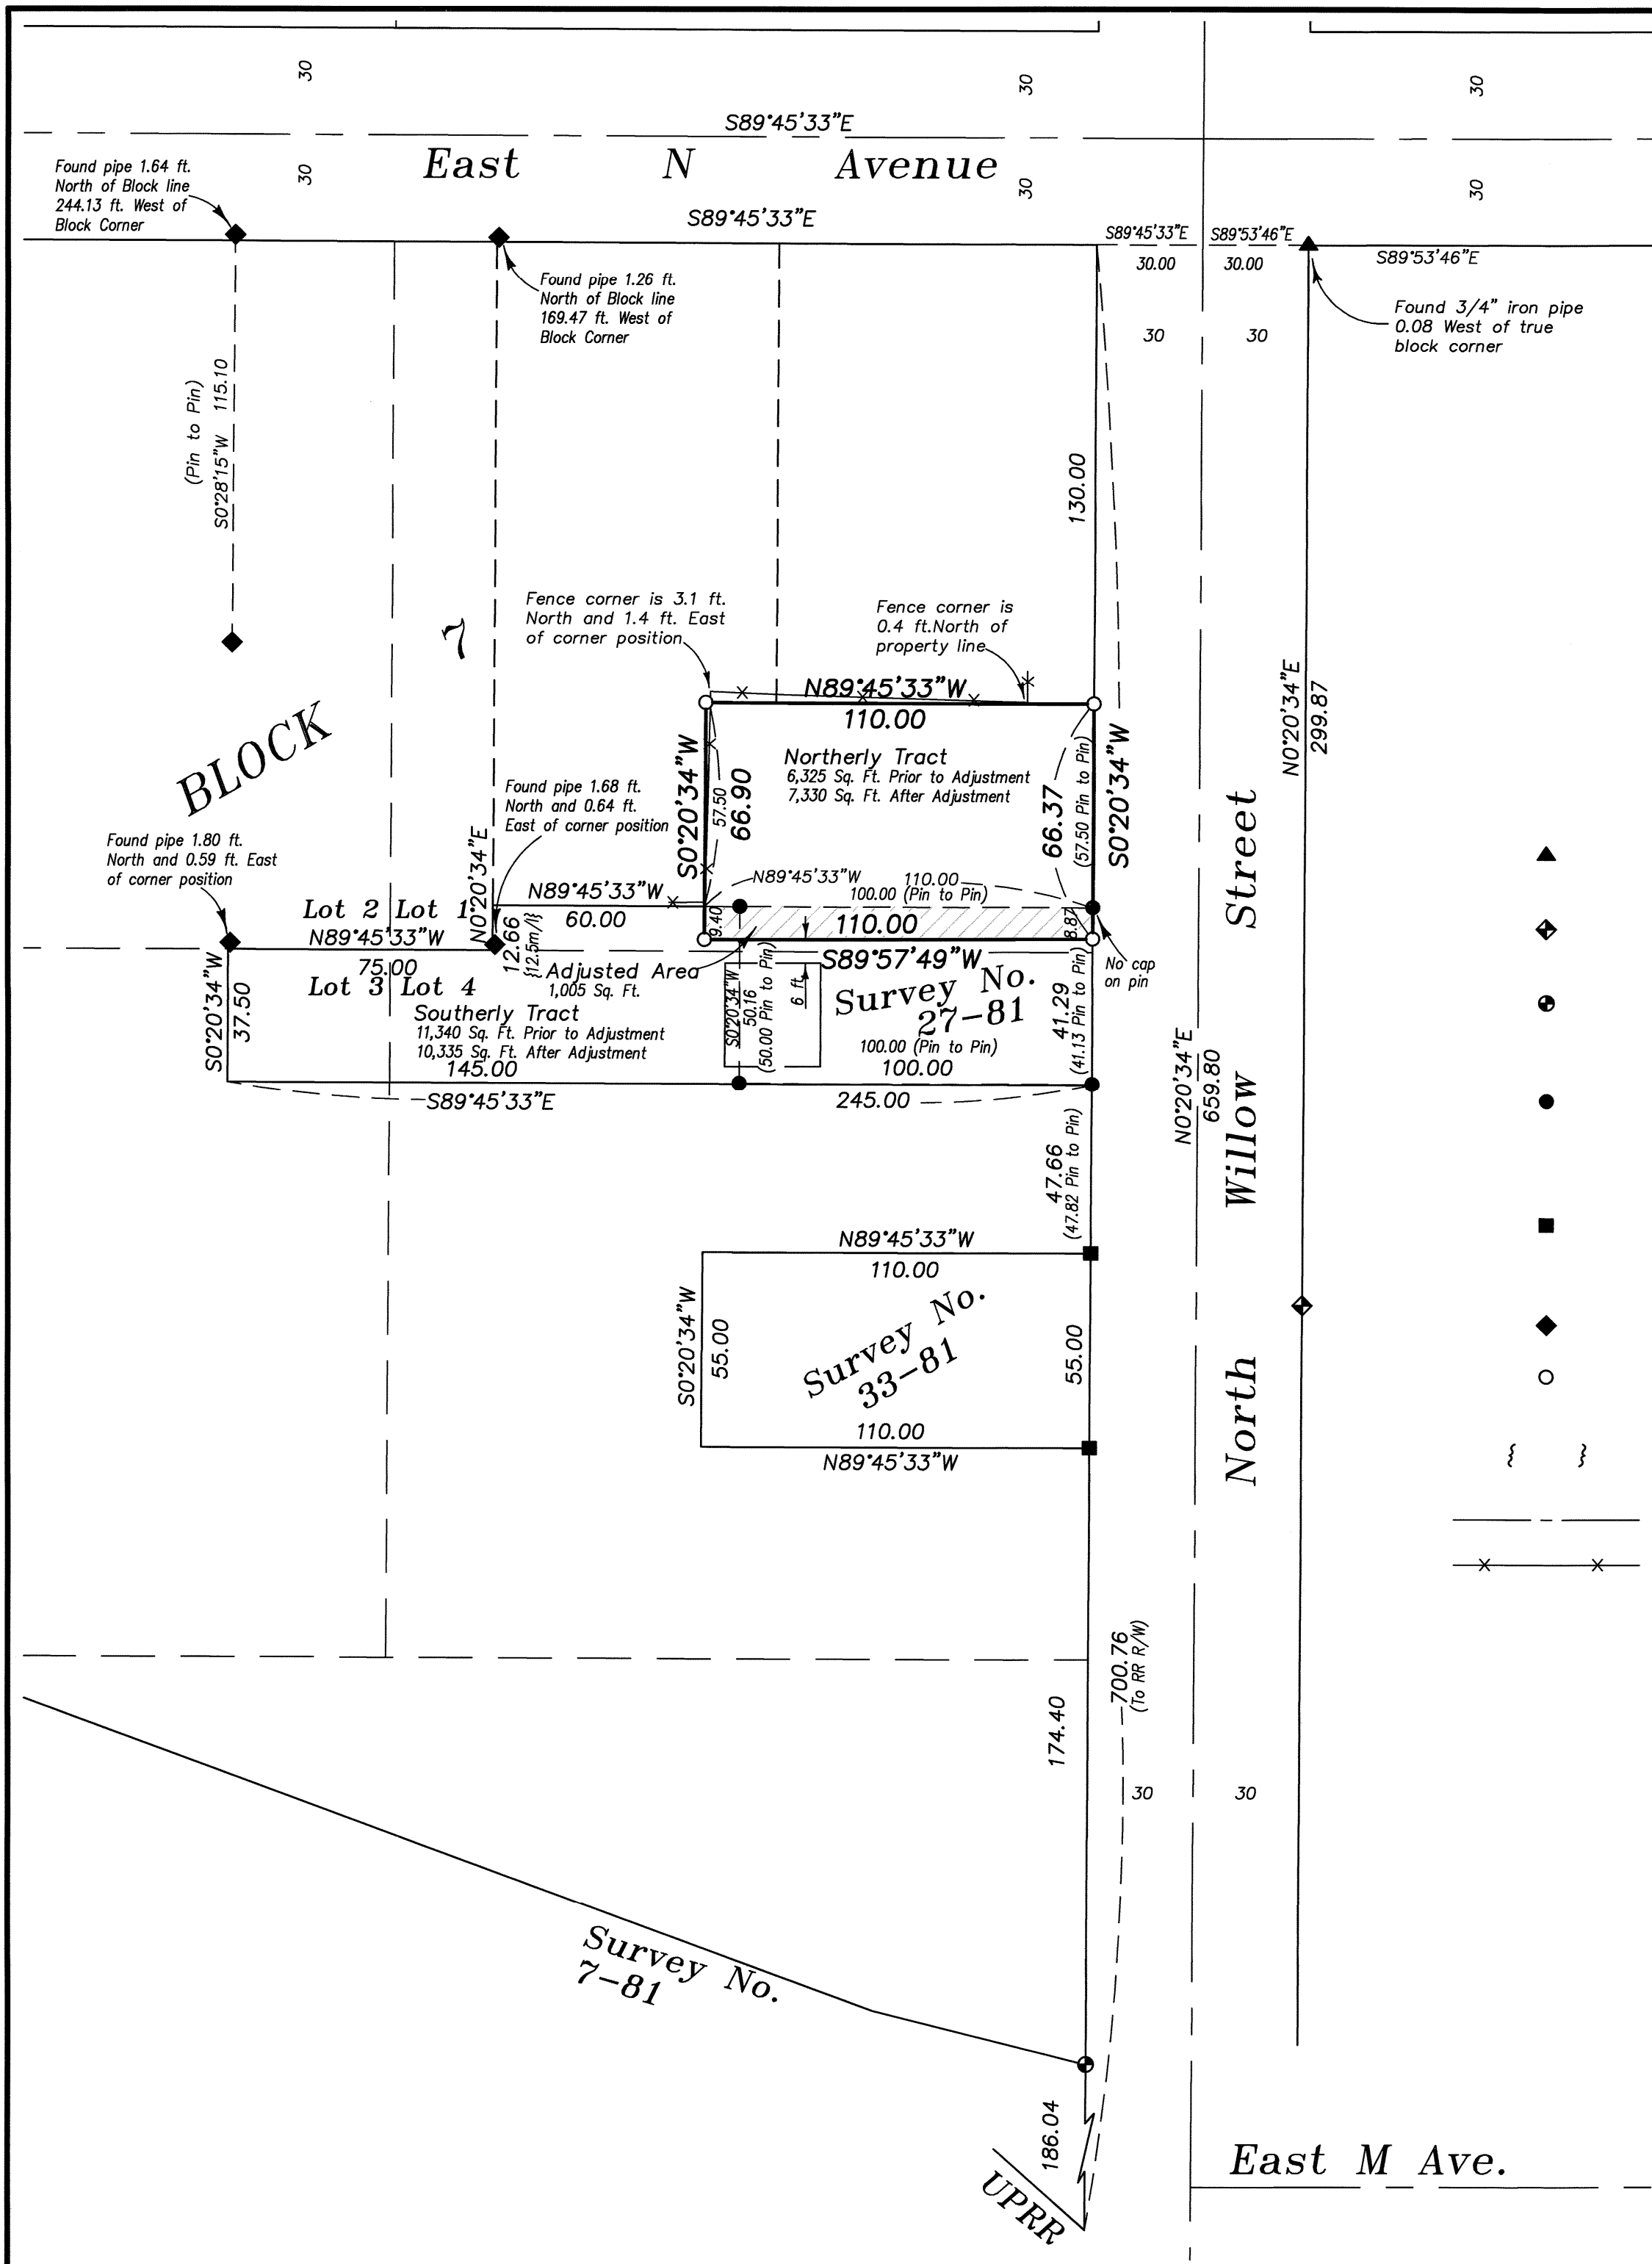 30
30
30
S89°45'33"E
East N Avenue
30
30
30
Found pipe 1.64 ft.
North of Block line
244.13 ft. West of
Block Corner
S89°45'33"E
S89°45'33"E
S89°53'46"E
30.00
30.00
S89°53'46"E
Found pipe 1.26 ft.
North of Block line
169.47 ft. West of
Block Corner
Found 3/4" iron pipe
0.08 West of true
block corner
30
30
(Pin to Pin)
S0°28'15"W 115.10
130.00
Fence corner is 3.1 ft.
North and 1.4 ft. East
of corner position
Fence corner is
0.4 ft.North of
property line
7
BLOCK
N89°45'33"W
110.00
N0°20'34"E
299.87
S0°20'34"W
57.50
66.90
Northerly Tract
6,325 Sq. Ft. Prior to Adjustment
7,330 Sq. Ft. After Adjustment
66.37
(57.50 Pin to Pin)
S0°20'34"W
Found pipe 1.68 ft.
North and 0.64 ft.
East of corner position
Found pipe 1.80 ft.
North and 0.59 ft. East
of corner position
N0°20'34"E
N89°45'33"W
60.00
N89°45'33"W
110.00
100.00 (Pin to Pin)
Lot 2
Lot 1
N89°45'33"W
75.00
12.66
{12.5m/l}
9.40
110.00
8.87
S89°57'49"W
No cap
on pin
Lot 3
Lot 4
S0°20'34"W
37.50
Adjusted Area
1,005 Sq. Ft.
Southerly Tract
11,340 Sq. Ft. Prior to Adjustment
10,335 Sq. Ft. After Adjustment
S0°20'34"W
50.16
(50.00 Pin to Pin)
6 ft.
Survey No.
27-81
41.29
(41.13 Pin to Pin)
100.00 (Pin to Pin)
145.00
100.00
S89°45'33"E
245.00
N0°20'34"E
659.80
North Willow Street
47.66
(47.82 Pin to Pin)
N89°45'33"W
110.00
S0°20'34"W
55.00
Survey No.
33-81
55.00
110.00
N89°45'33"W
{ }
700.76
(To RR R/W)
174.40
30
30
Survey No.
7-81
186.04
UPRR
East M Ave.